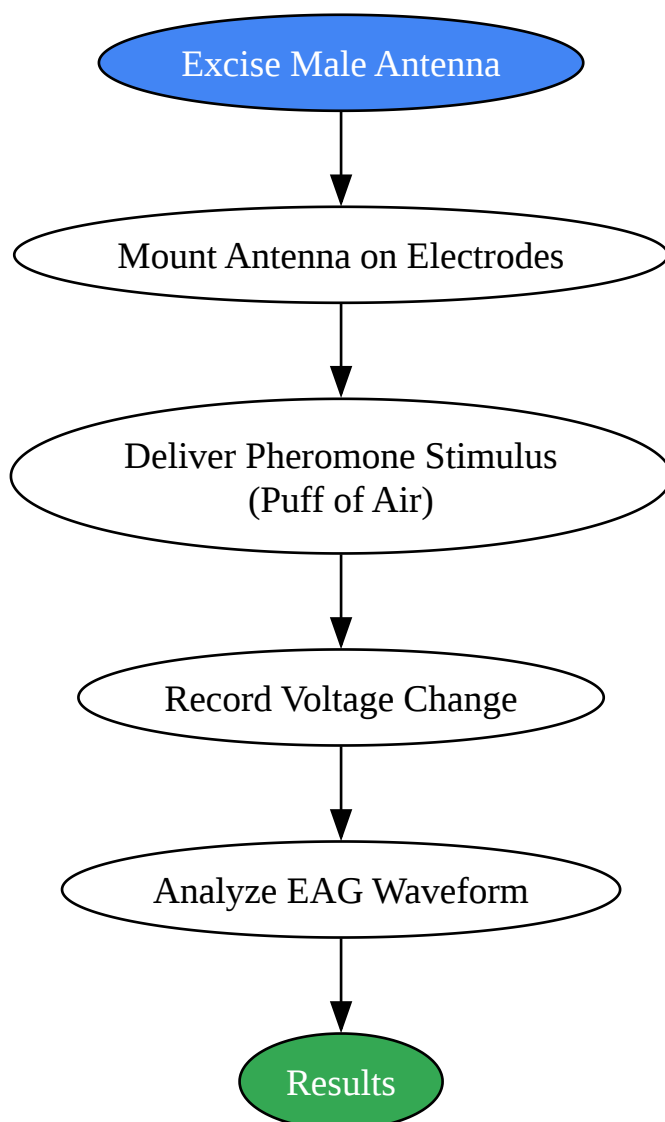 Excise Male Antenna
Mount Antenna on Electrodes
Deliver Pheromone Stimulus
(Puff of Air)
Record Voltage Change
Analyze EAG Waveform
Results